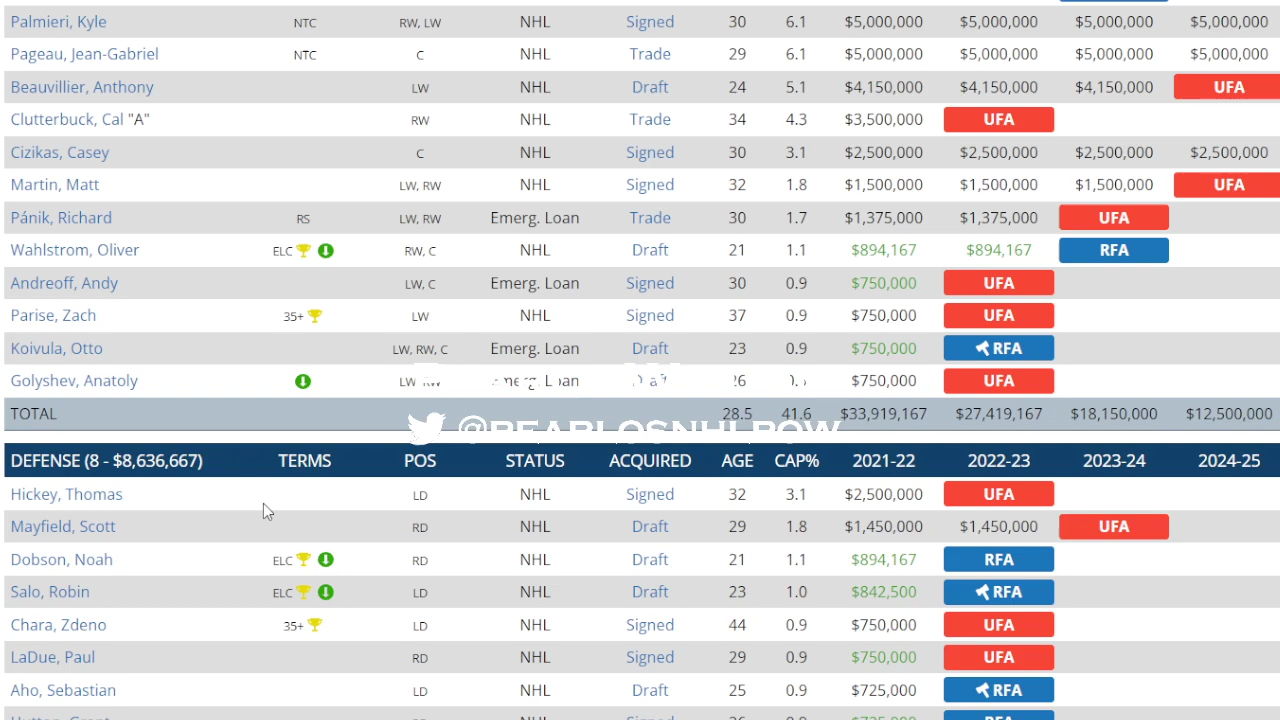 Palmieri, Kyle NTC RW, LW NHL Signed 30 6.1 $5,000,000 $5,000,000 $5,000,000 $5,000,000
Pageau, Jean-Gabriel NTC C NHL Trade 29 6.1 $5,000,000 $5,000,000 $5,000,000 $5,000,000
Beauvillier, Anthony LW NHL Draft 24 5.1 $4,150,000 $4,150,000 $4,150,000 UFA
Clutterbuck, Cal "A" RW NHL Trade 34 4.3 $3,500,000 UFA
Cizikas, Casey C NHL Signed 30 3.1 $2,500,000 $2,500,000 $2,500,000 $2,500,000
Martin, Matt LW, RW NHL Signed 32 1.8 $1,500,000 $1,500,000 $1,500,000 UFA
Pánik, Richard RS LW, RW Emerg. Loan Trade 30 1.7 $1,375,000 $1,375,000 UFA
Wahlstrom, Oliver ELC RW, C NHL Draft 21 1.1 $894,167 $894,167 RFA
Andreoff, Andy LW, C Emerg. Loan Signed 30 0.9 $750,000 UFA
Parise, Zach 35+ LW NHL Signed 37 0.9 $750,000 UFA
Koivula, Otto LW, RW, C Emerg. Loan Draft 23 0.9 $750,000 RFA
Golyshev, Anatoly LW, RW Emerg. Loan Draft 26 $750,000 UFA
TOTAL 28.5 41.6 $33,919,167 $27,419,167 $18,150,000 $12,500,000
DEFENSE (8 - $8,636,667) TERMS POS STATUS ACQUIRED AGE CAP% 2021-22 2022-23 2023-24 2024-25
Hickey, Thomas LD NHL Signed 32 3.1 $2,500,000 UFA
Mayfield, Scott RD NHL Draft 29 1.8 $1,450,000 $1,450,000 UFA
Dobson, Noah ELC RD NHL Draft 21 1.1 $894,167 RFA
Salo, Robin ELC LD NHL Draft 23 1.0 $842,500 RFA
Chara, Zdeno 35+ LD NHL Signed 44 0.9 $750,000 UFA
LaDue, Paul RD NHL Signed 29 0.9 $750,000 UFA
Aho, Sebastian LD NHL Draft 25 0.9 $725,000 RFA